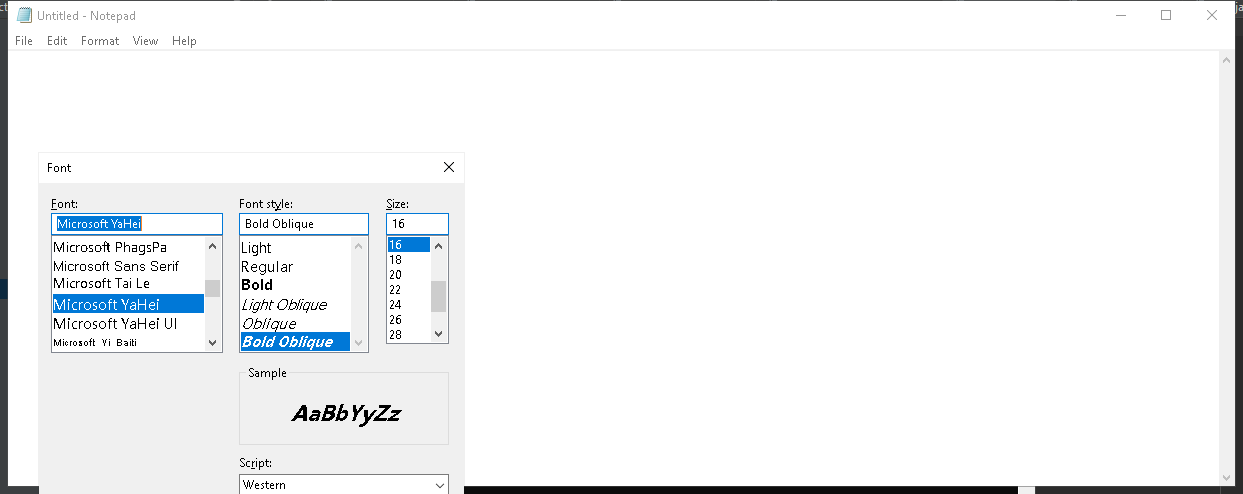 Untitled - Notepad
File Edit Format View Help
Font
Font: Font style: Size:
Microsoft YaHei Bold Oblique 16
Microsoft PhagsPa
Microsoft Sans Serif
Microsoft Tai Le
Microsoft YaHei
Microsoft YaHei UI
Microsoft Yi Baiti
Light
Regular
Bold
Light Oblique
Oblique
Bold Oblique
16
18
20
22
24
26
28
Sample
AaBbYyZz
Script:
Western